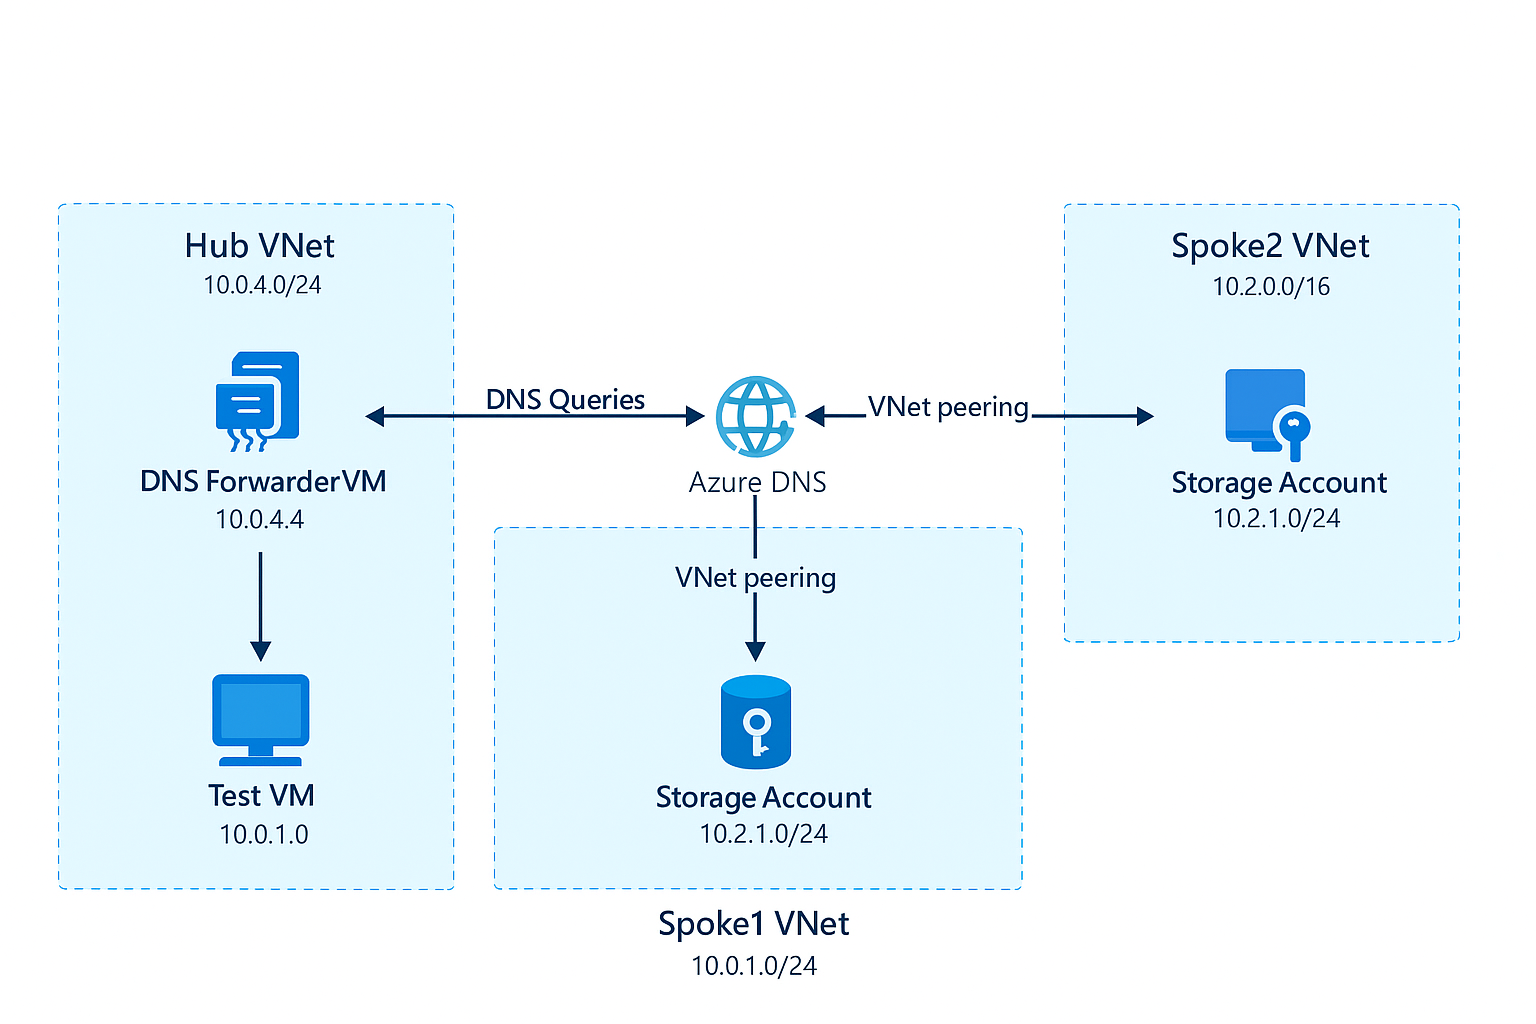 Hub VNet
10.0.4.0/24
DNS Forwarder VM
10.0.4.4
Test VM
10.0.1.0
DNS Queries
Azure DNS
VNet peering
VNet peering
Storage Account
10.2.1.0/24
Spoke1 VNet
10.0.1.0/24
Spoke2 VNet
10.2.0.0/16
Storage Account
10.2.1.0/24